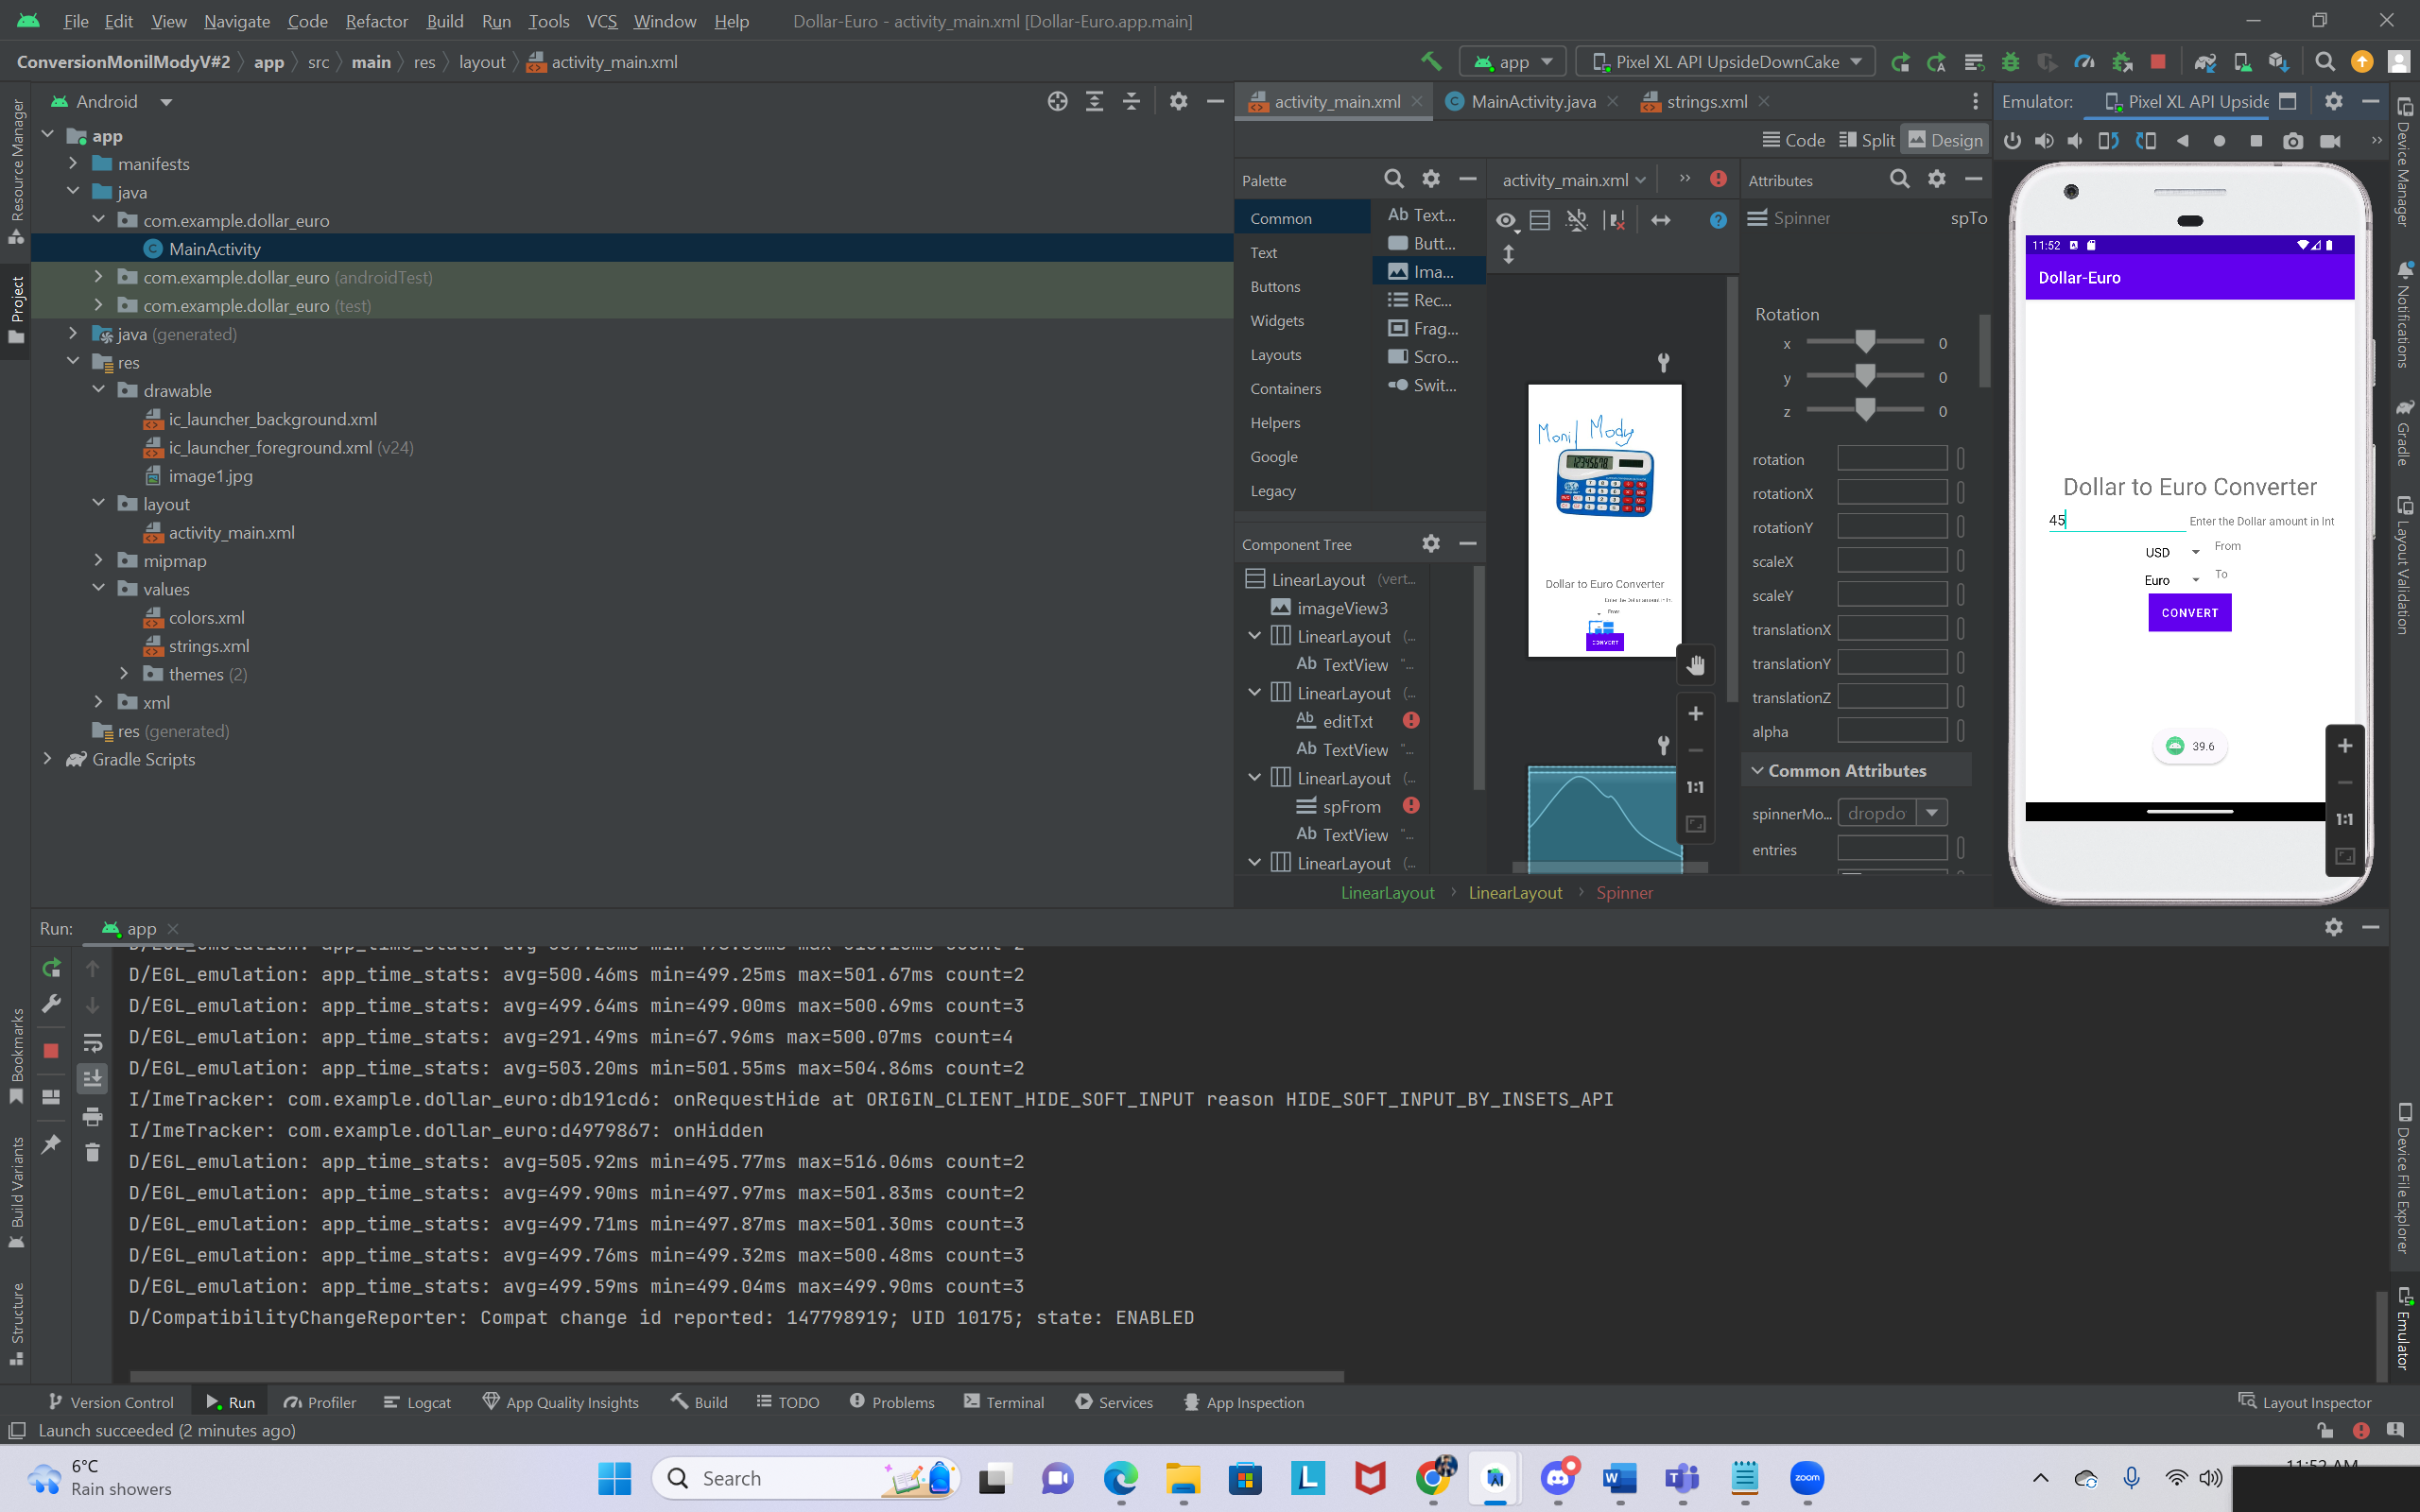 File Edit View Navigate Code Refactor Build Run Tools VCS Window Help Dollar-Euro - activity_main.xml [Dollar-Euro.app.main]
ConversionMonilModyV#2 app src main res layout activity_main.xml
app Pixel XL API UpsideDownCake
Android
activity_main.xml MainActivity.java strings.xml
Emulator: Pixel XL API Upside
Code Split Design
Resource Manager
Project
Bookmarks
Build Variants
Structure
app
manifests
java
com.example.dollar_euro
MainActivity
com.example.dollar_euro (androidTest)
com.example.dollar_euro (test)
java (generated)
res
drawable
ic_launcher_background.xml
ic_launcher_foreground.xml (v24)
image1.jpg
layout
activity_main.xml
mipmap
values
colors.xml
strings.xml
themes (2)
xml
res (generated)
Gradle Scripts
Palette
Common
Text
Buttons
Widgets
Layouts
Containers
Helpers
Google
Legacy
Ab Text...
Butt...
Ima...
Rec...
Frag...
Scro...
Swit...
Component Tree
LinearLayout (vert...
imageView3
LinearLayout (...
Ab TextView "...
LinearLayout (...
Ab editTxt
Ab TextView "...
LinearLayout (...
spFrom
Ab TextView "...
LinearLayout (...
activity_main.xml
Monil Mody
Dollar to Euro Converter
From
CONVERT
1:1
LinearLayout LinearLayout Spinner
Attributes
Spinner spTo
Rotation
x 0
y 0
z 0
rotation
rotationX
rotationY
scaleX
scaleY
translationX
translationY
translationZ
alpha
Common Attributes
spinnerMo... dropdo
entries
11:52
Dollar-Euro
Dollar to Euro Converter
45 Enter the Dollar amount in Int
USD From
Euro To
CONVERT
39.6
1:1
Device Manager
Notifications
Gradle
Layout Validation
Device File Explorer
Emulator
Run: app
D/EGL_emulation: app_time_stats: avg=500.46ms min=499.25ms max=501.67ms count=2
D/EGL_emulation: app_time_stats: avg=499.64ms min=499.00ms max=500.69ms count=3
D/EGL_emulation: app_time_stats: avg=291.49ms min=67.96ms max=500.07ms count=4
D/EGL_emulation: app_time_stats: avg=503.20ms min=501.55ms max=504.86ms count=2
I/ImeTracker: com.example.dollar_euro:db191cd6: onRequestHide at ORIGIN_CLIENT_HIDE_SOFT_INPUT reason HIDE_SOFT_INPUT_BY_INSETS_API
I/ImeTracker: com.example.dollar_euro:d4979867: onHidden
D/EGL_emulation: app_time_stats: avg=505.92ms min=495.77ms max=516.06ms count=2
D/EGL_emulation: app_time_stats: avg=499.90ms min=497.97ms max=501.83ms count=2
D/EGL_emulation: app_time_stats: avg=499.71ms min=497.87ms max=501.30ms count=3
D/EGL_emulation: app_time_stats: avg=499.76ms min=499.32ms max=500.48ms count=3
D/EGL_emulation: app_time_stats: avg=499.59ms min=499.04ms max=499.90ms count=3
D/CompatibilityChangeReporter: Compat change id reported: 147798919; UID 10175; state: ENABLED
Version Control Run Profiler Logcat App Quality Insights Build TODO Problems Terminal Services App Inspection Layout Inspector
Launch succeeded (2 minutes ago)
6°C
Rain showers
Search
zoom
11:52 AM